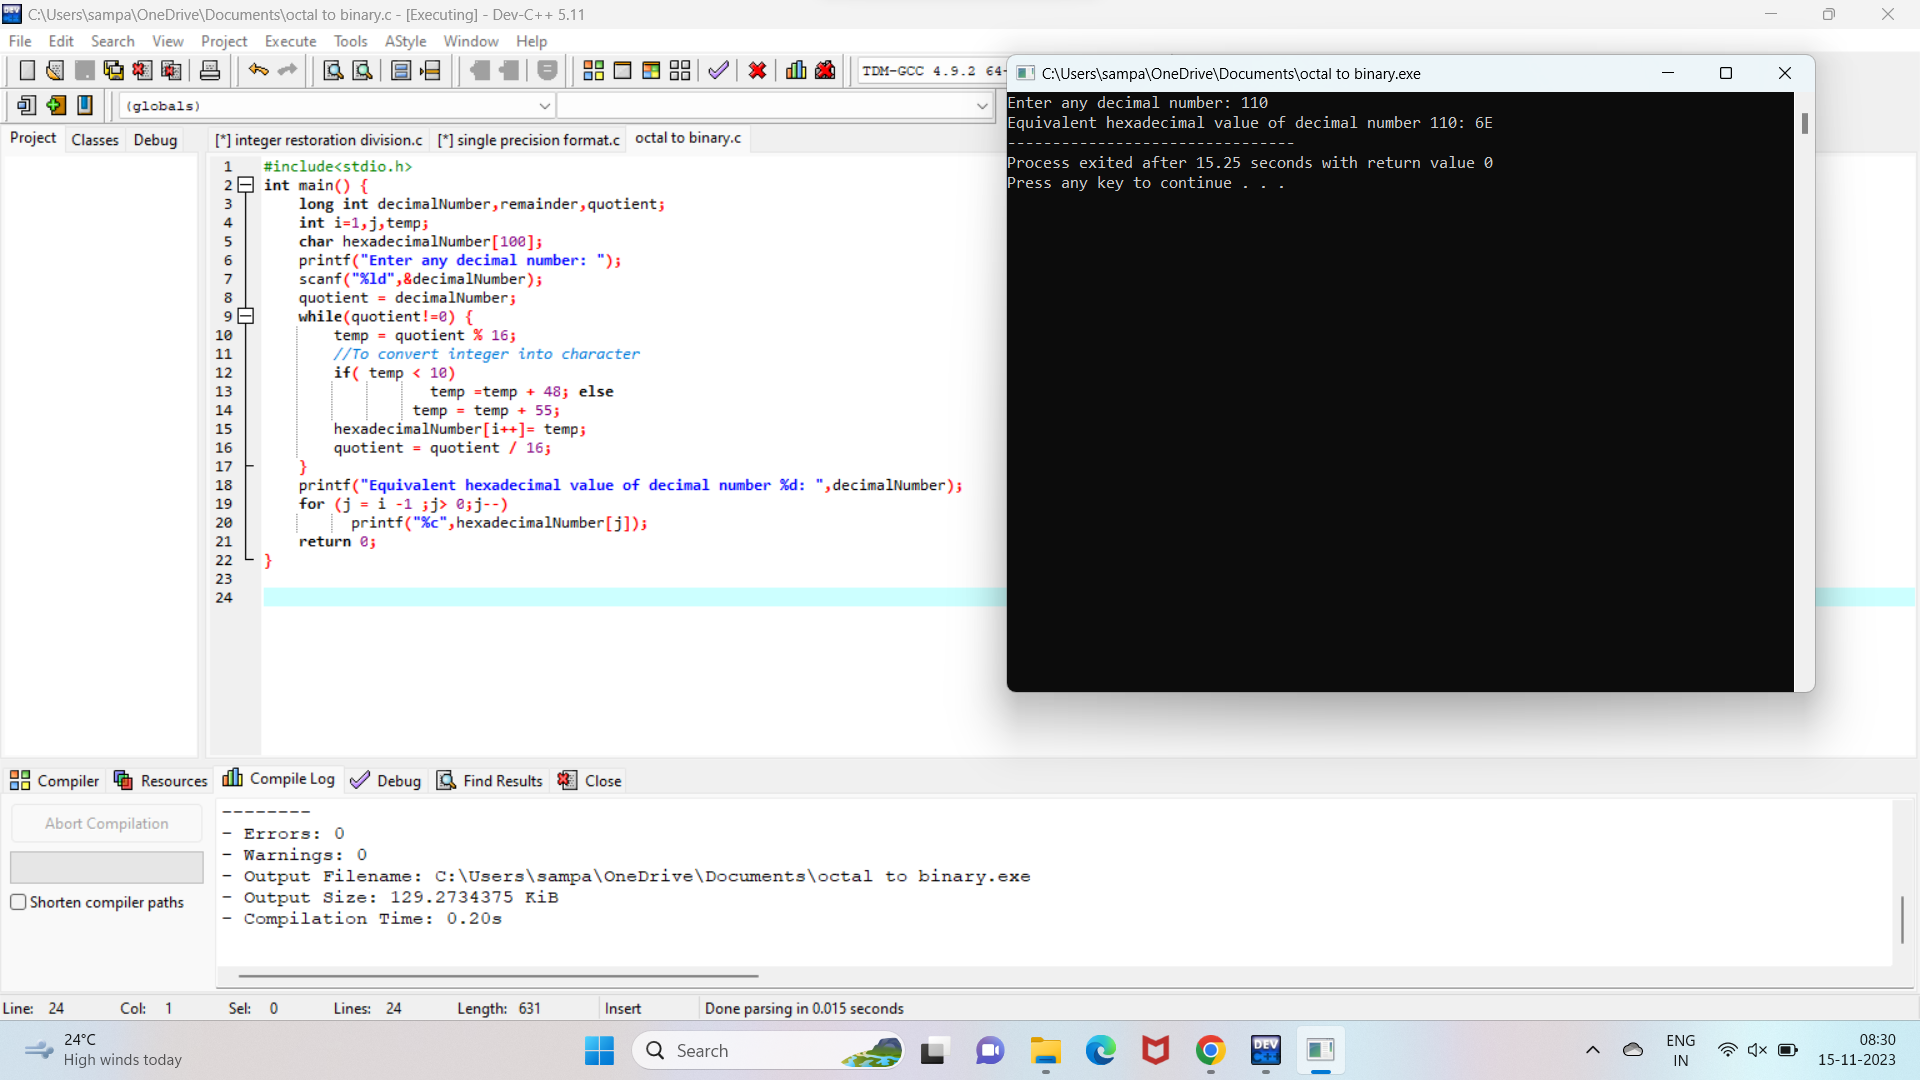 C:\Users\sampa\OneDrive\Documents\octal to binary.c - [Executing] - Dev-C++ 5.11
File Edit Search View Project Execute Tools AStyle Window Help
TDM-GCC 4.9.2 64-
(globals)
Project Classes Debug
[*] integer restoration division.c [*] single precision format.c octal to binary.c
1 #include<stdio.h>
2 int main() {
3 long int decimalNumber,remainder,quotient;
4 int i=1,j,temp;
5 char hexadecimalNumber[100];
6 printf("Enter any decimal number: ");
7 scanf("%ld",&decimalNumber);
8 quotient = decimalNumber;
9 while(quotient!=0) {
10 temp = quotient % 16;
11 //To convert integer into character
12 if( temp < 10)
13 temp =temp + 48; else
14 temp = temp + 55;
15 hexadecimalNumber[i++]= temp;
16 quotient = quotient / 16;
17 }
18 printf("Equivalent hexadecimal value of decimal number %d: ",decimalNumber);
19 for (j = i -1 ;j> 0;j--)
20 printf("%c",hexadecimalNumber[j]);
21 return 0;
22 }
23
24
C:\Users\sampa\OneDrive\Documents\octal to binary.exe
Enter any decimal number: 110
Equivalent hexadecimal value of decimal number 110: 6E
--------------------------------
Process exited after 15.25 seconds with return value 0
Press any key to continue . . .
Compiler Resources Compile Log Debug Find Results Close
Abort Compilation
Shorten compiler paths
--------
- Errors: 0
- Warnings: 0
- Output Filename: C:\Users\sampa\OneDrive\Documents\octal to binary.exe
- Output Size: 129.2734375 KiB
- Compilation Time: 0.20s
Line: 24 Col: 1 Sel: 0 Lines: 24 Length: 631 Insert Done parsing in 0.015 seconds
24°C
High winds today
Search
DEV
C++
ENG
IN
08:30
15-11-2023